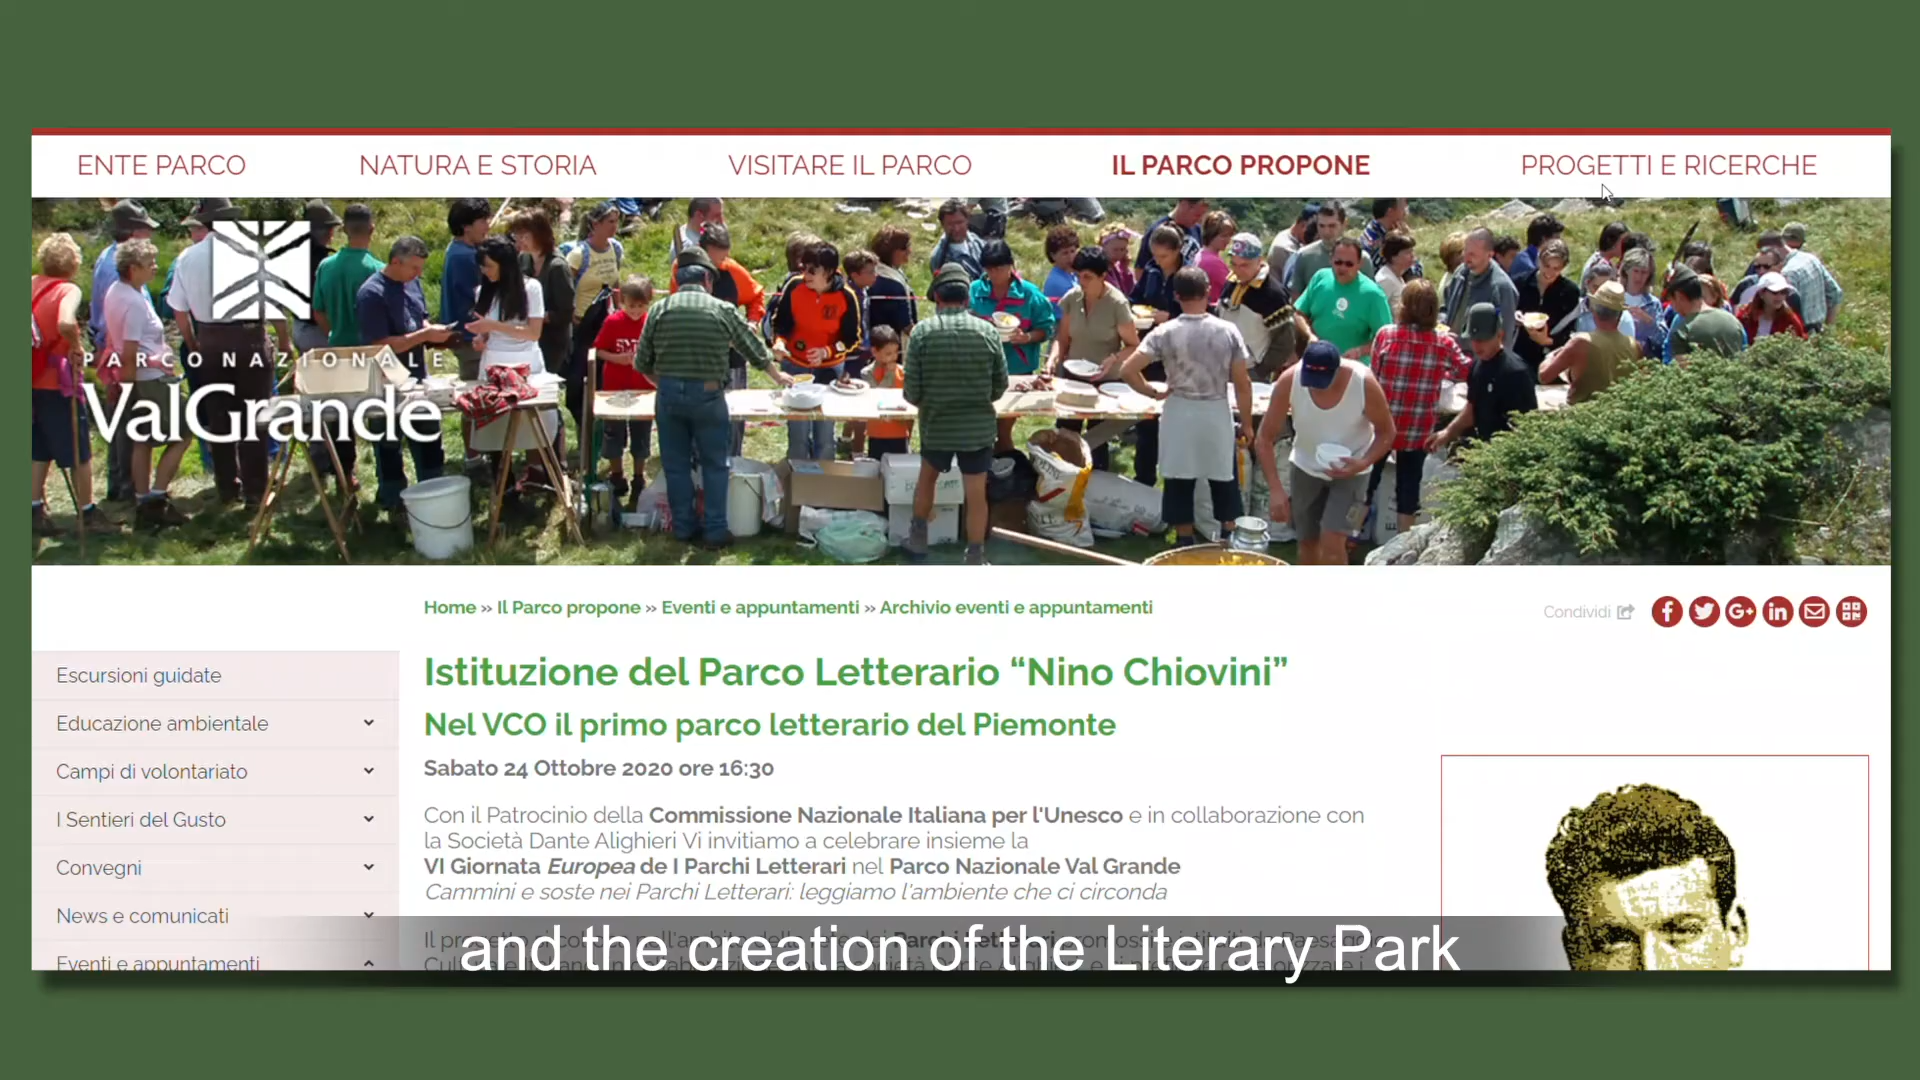 ENTE PARCO
NATURA E STORIA
VISITARE IL PARCO
IL PARCO PROPONE
PROGETTI E RICERCHE
PARCO NAZIONALE
ValGrande
Home » Il Parco propone » Eventi e appuntamenti » Archivio eventi e appuntamenti
Condividi
Escursioni guidate
Educazione ambientale
Campi di volontariato
I Sentieri del Gusto
Convegni
News e comunicati
Eventi e appuntamenti
Istituzione del Parco Letterario “Nino Chiovini”
Nel VCO il primo parco letterario del Piemonte
Sabato 24 Ottobre 2020 ore 16:30
Con il Patrocinio della Commissione Nazionale Italiana per l'Unesco e in collaborazione con
la Società Dante Alighieri Vi invitiamo a celebrare insieme la
VI Giornata Europea de I Parchi Letterari nel Parco Nazionale Val Grande
Cammini e soste nei Parchi Letterari: leggiamo l'ambiente che ci circonda
and the creation of the Literary Park